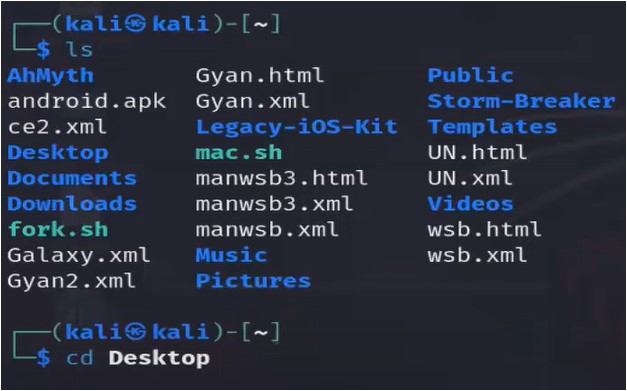 ┌──(kali㉿kali)-[~]
└─$ ls
AhMyth Gyan.html Public
android.apk Gyan.xml Storm-Breaker
ce2.xml Legacy-iOS-Kit Templates
Desktop mac.sh UN.html
Documents manwsb3.html UN.xml
Downloads manwsb3.xml Videos
fork.sh manwsb.xml wsb.html
Galaxy.xml Music wsb.xml
Gyan2.xml Pictures
┌──(kali㉿kali)-[~]
└─$ cd Desktop